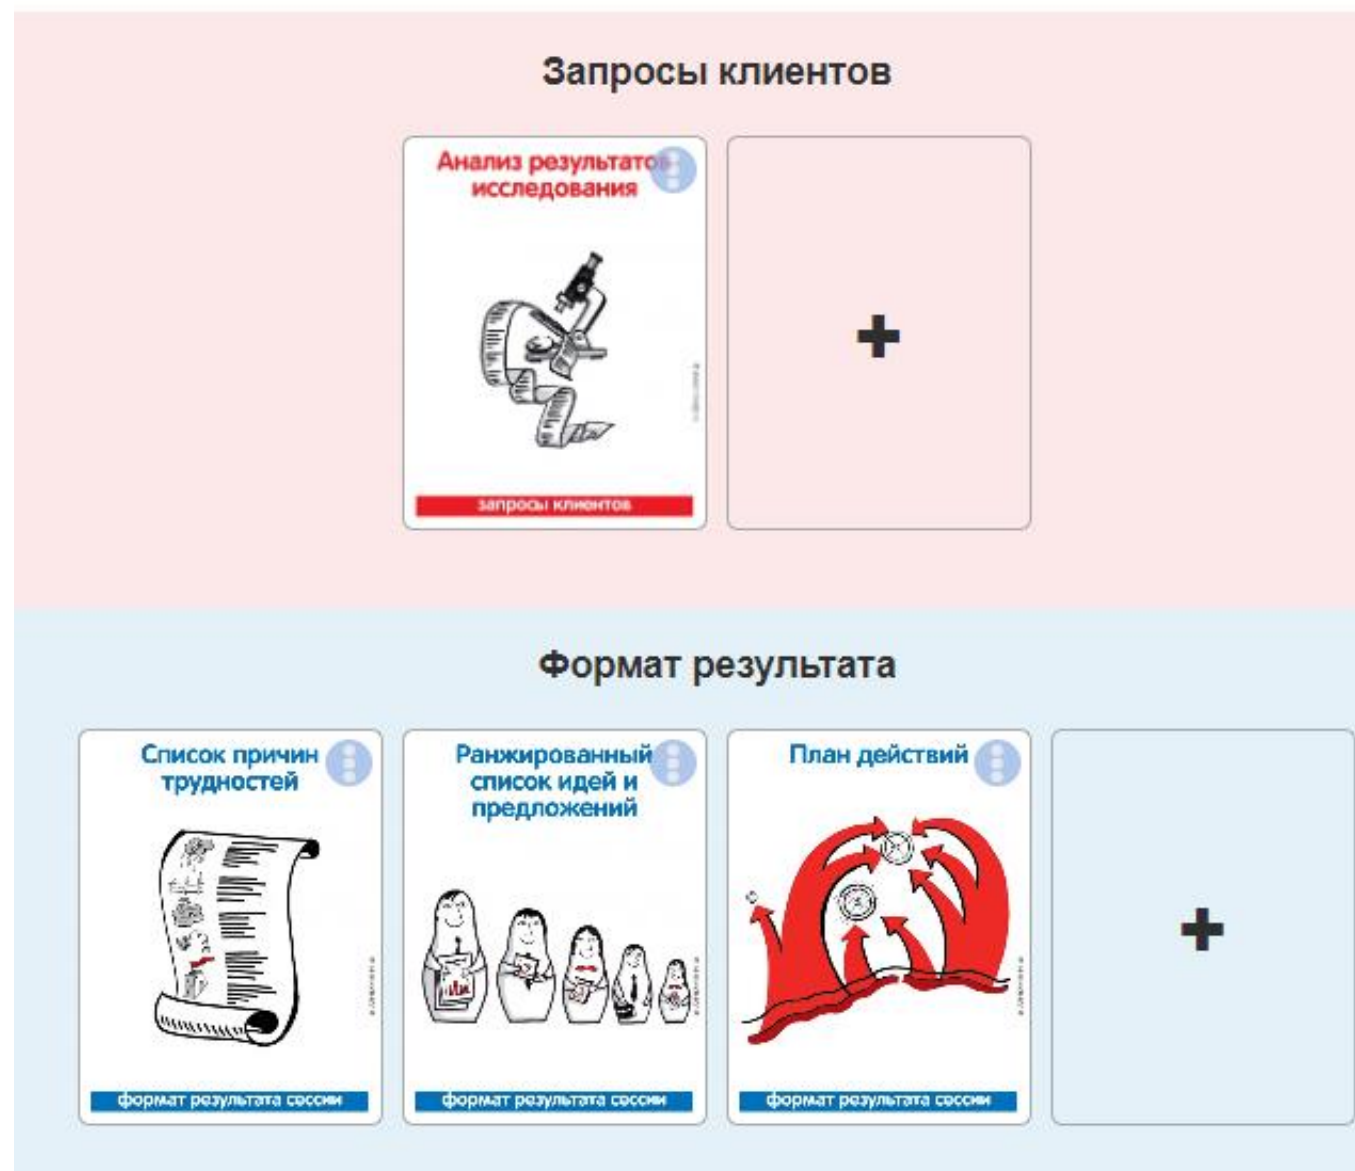 Запросы клиентов
Анализ результатов
исследования
запросы клиентов
Формат результата
Список причин
трудностей
формат результата сессии
Ранжированный
список идей и
предложений
формат результата сессии
План действий
формат результата сессии